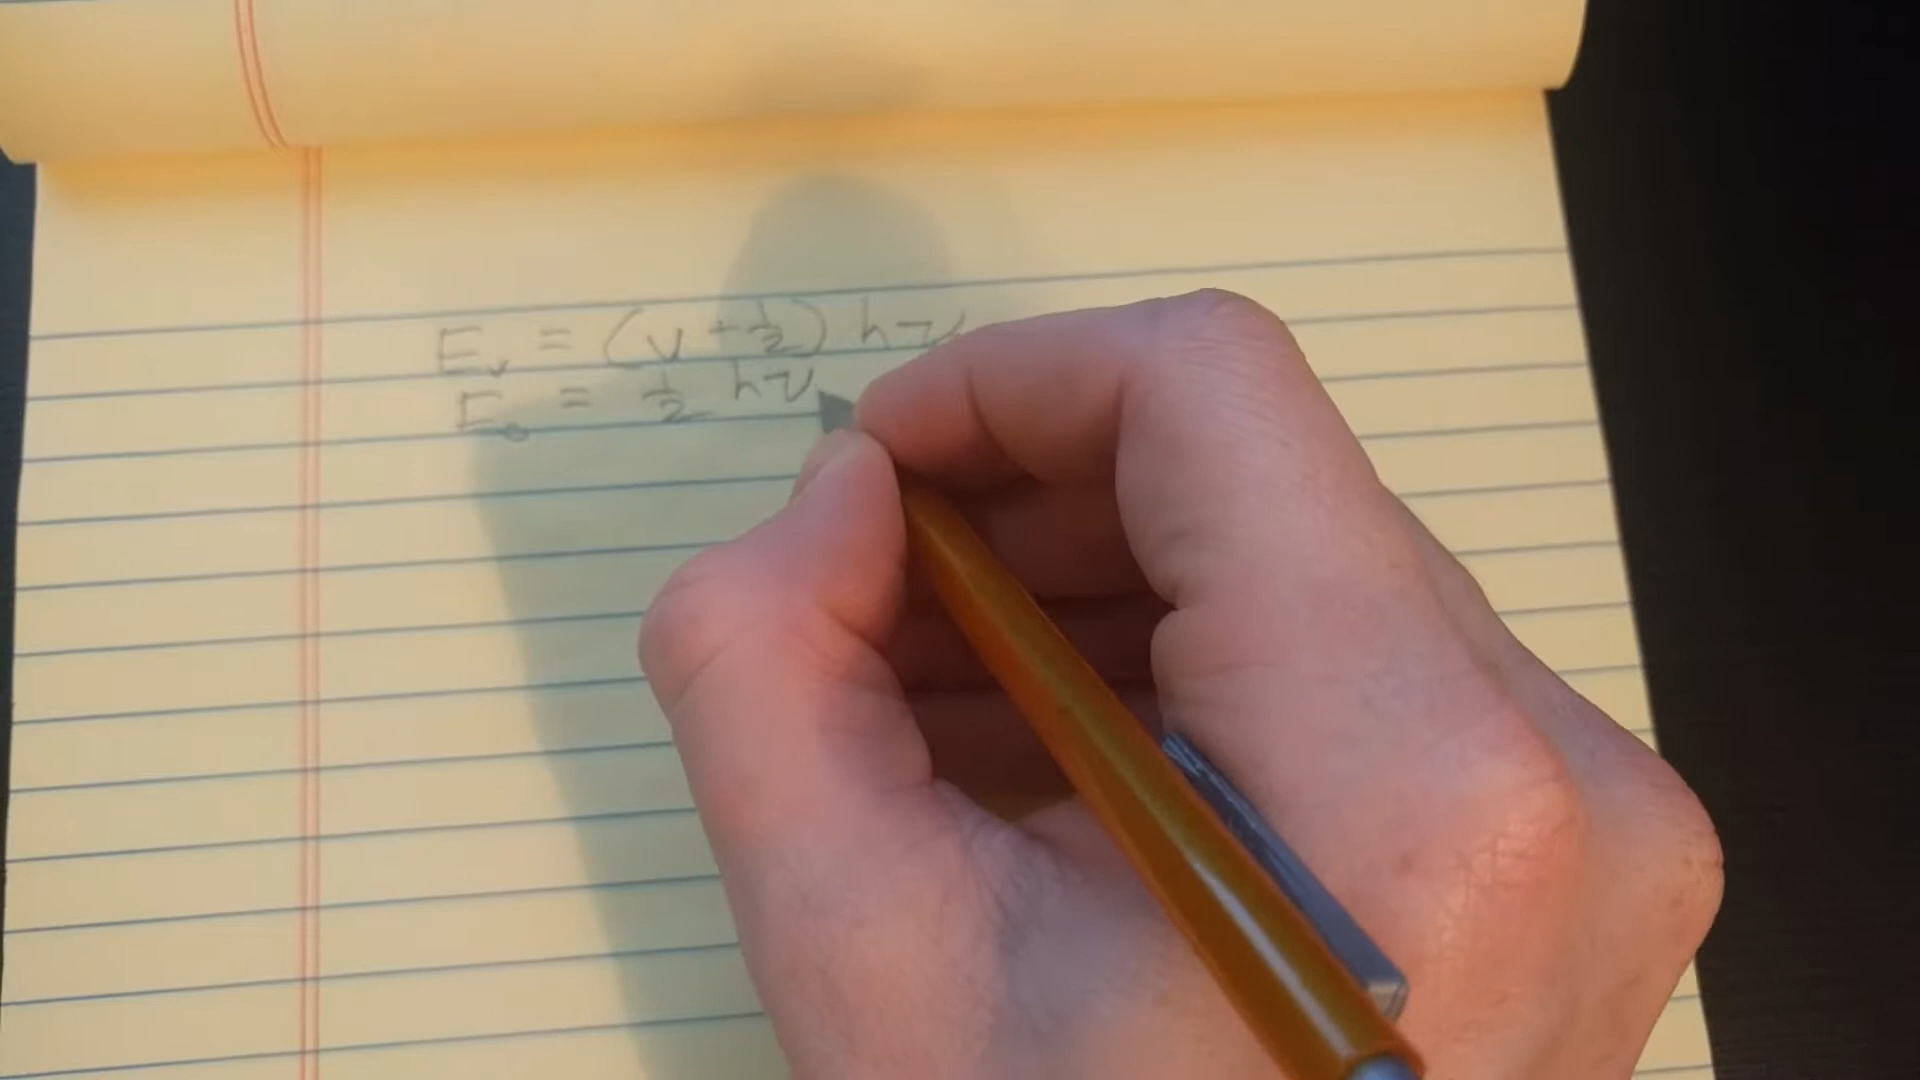 Eᵥ = (v + 1/2) hν
E₀ = 1/2 hν